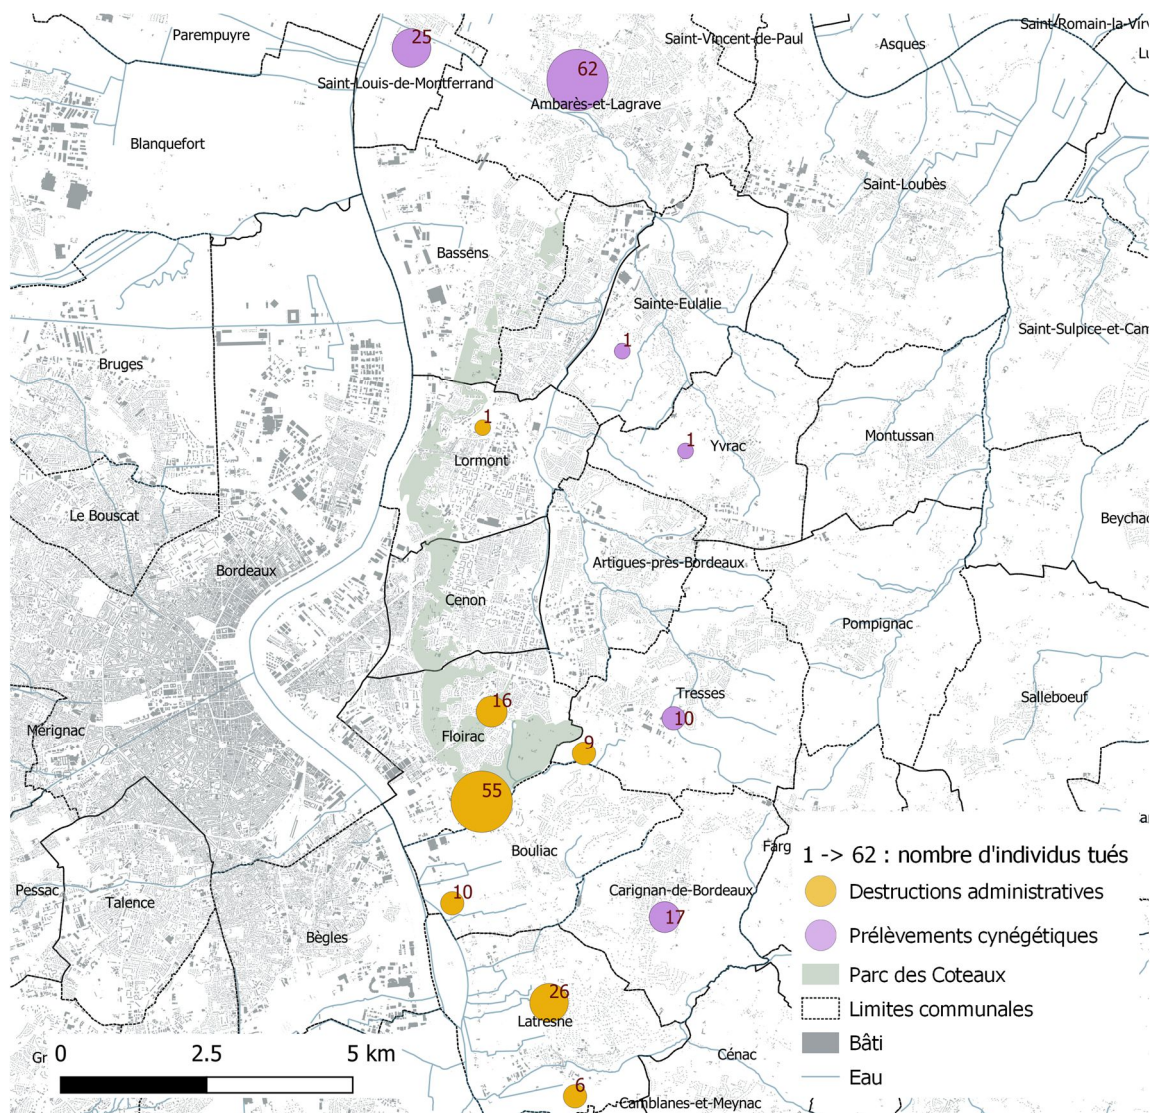 Parempuyre
25
Saint-Louis-de-Montferrand
62
Ambarès-et-Lagrave
Saint-Vincent-de-Paul
Asques
Saint-Romain-la-Virv
Lu
Blanquefort
Saint-Loubès
Bassens
Sainte-Eulalie
Saint-Sulpice-et-Cam
1
Bruges
1
Lormont
1
Yvrac
Montussan
Le Bouscat
Beychac
Bordeaux
Artigues-près-Bordeaux
Cenon
Pompignac
Tresses
Salleboeuf
16
10
Floirac
Mérignac
9
55
Bouliac
Farg
Pessac
Talence
10
Carignan-de-Bordeaux
17
Bègles
26
Latresne
Cénac
6
Camblanes-et-Meynac
Gr
0 2.5 5 km
1 -> 62 : nombre d'individus tués
Destructions administratives
Prélèvements cynégétiques
Parc des Coteaux
Limites communales
Bâti
Eau